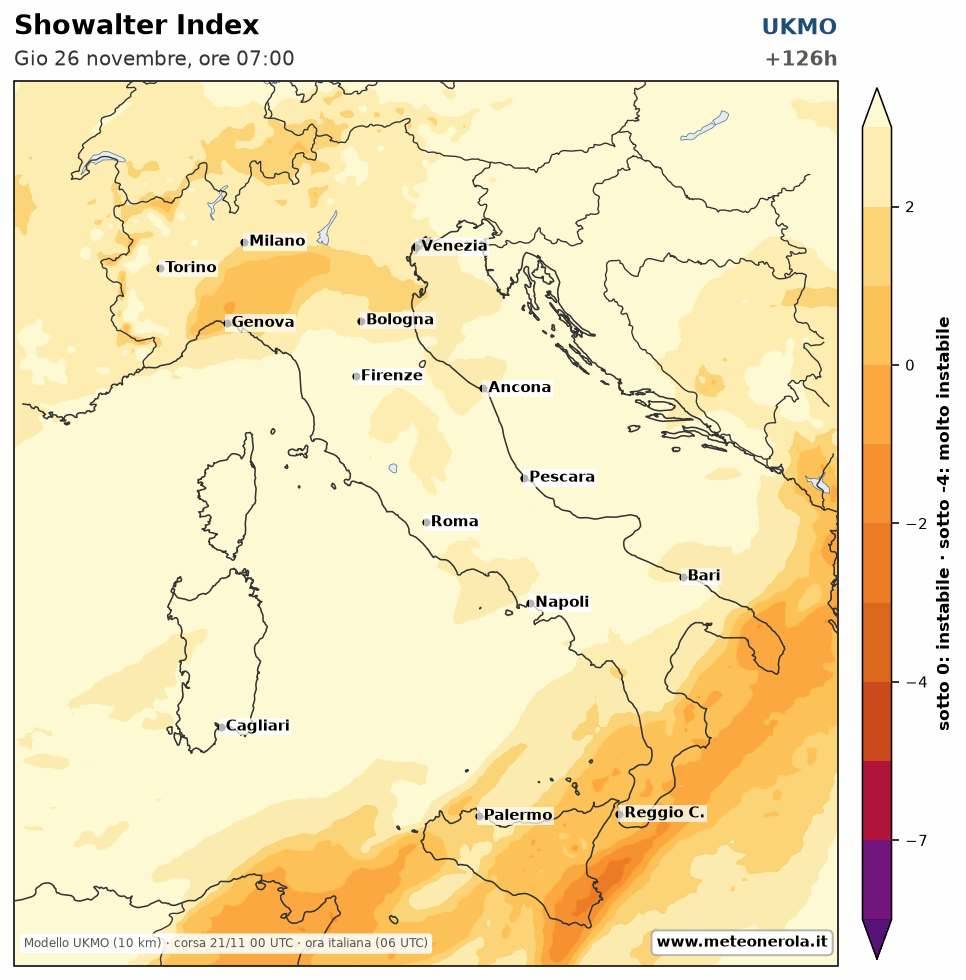 Showalter Index
UKMO
Gio 26 novembre, ore 07:00
+126h
Milano
Venezia
Torino
Genova
Bologna
Firenze
Ancona
Pescara
Roma
Bari
Napoli
Cagliari
Palermo
Reggio C.
2
0
−2
−4
−7
sotto 0: instabile · sotto -4: molto instabile
Modello UKMO (10 km) · corsa 21/11 00 UTC · ora italiana (06 UTC)
www.meteonerola.it